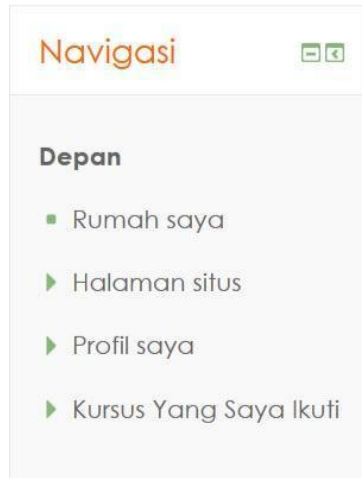 Navigasi
Depan
Rumah saya
Halaman situs
Profil saya
Kursus Yang Saya Ikuti